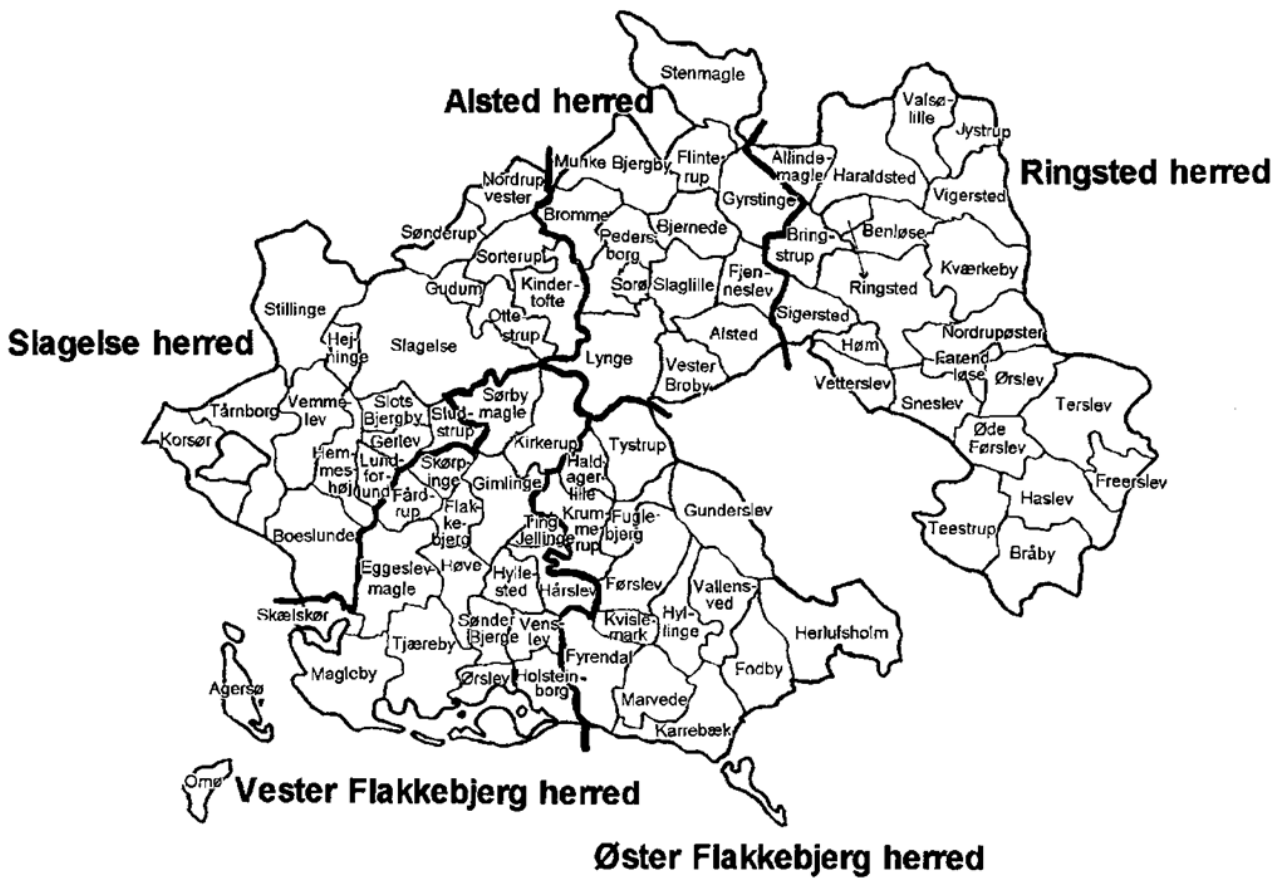 Stenmagle
Alsted herred
Valsø-
lille
Jystrup
Ringsted herred
Munke Bjergby
Flinte-
rup
Allinde-
magle
Haraldsted
Nordrup
vester
Gyrstinge
Vigersted
Bromme
Bjernede
Benløse
Sønderup
Peders
borg
Bring-
strup
Sorterup
Kværkeby
Gudum
Kinder-
tofte
Sorø
Slaglille
Fjen-
neslev
Ringsted
Stillinge
Sigersted
Otte-
strup
Slagelse herred
Hej-
ninge
Slagelse
Lynge
Alsted
Høm
Nordrupøster
Vester
Broby
Farend
løse
Ørslev
Vetterslev
Sneslev
Terslev
Tårnborg
Vemme-
lev
Slots
Bjergby
Sørby
magle
Slud-
strup
Korsør
Gerlev
Kirkerup
Tystrup
Øde
Førslev
Hem-
mes-
høj
Lund-
for-
lund
Skørp-
inge
Gimlinge
Hald-
ager-
lille
Freerslev
Fård-
rup
Flak-
ke-
bjerg
Krum-
me-
rup
Fugle-
bjerg
Gunderslev
Haslev
Boeslunde
Ting
Jellinge
Teestrup
Bråby
Eggeslev-
magle
Høve
Hylle-
sted
Hårslev
Førslev
Vallens-
ved
Skælskør
Sønder
Bjerge
Vens-
lev
Kvisle-
mark
Hyl-
linge
Herlufsholm
Tjæreby
Magleby
Fyrendal
Fodby
Agersø
Ørslev
Holstein-
borg
Marvede
Karrebæk
Omø
Vester Flakkebjerg herred
Øster Flakkebjerg herred